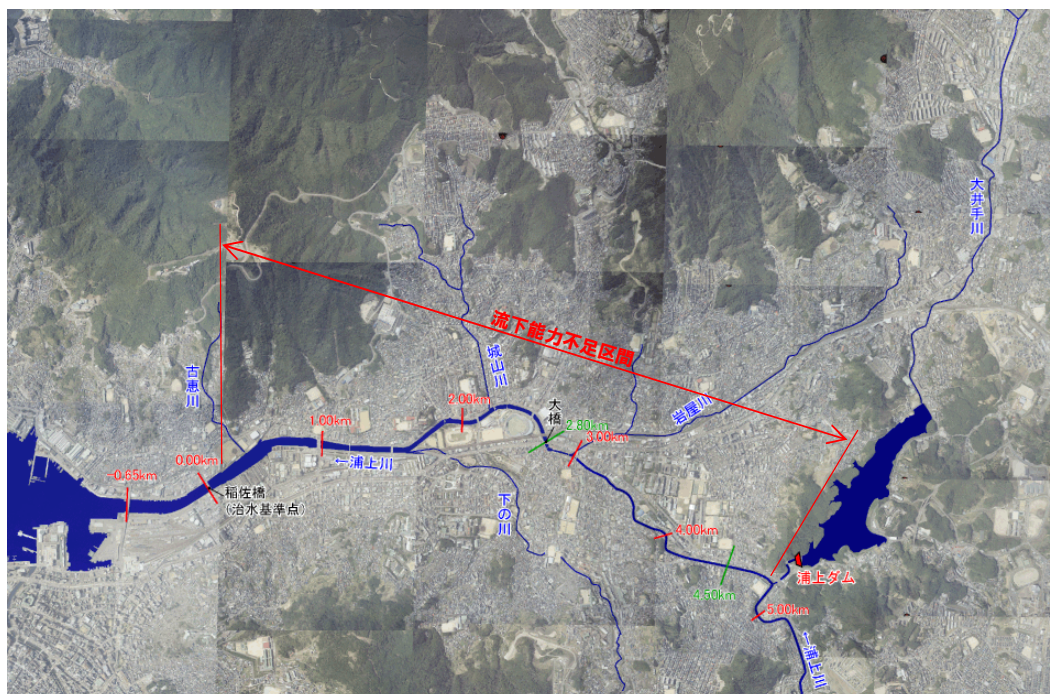 大井手川
流下能力不足区間
城山川
古恵川
岩屋川
大橋
2.00km
2.80km
1.00km
3.00km
←浦上川
0.00km
-0.65km
稲佐橋
(治水基準点)
下の川
4.00km
浦上ダム
4.50km
5.00km
←浦上川